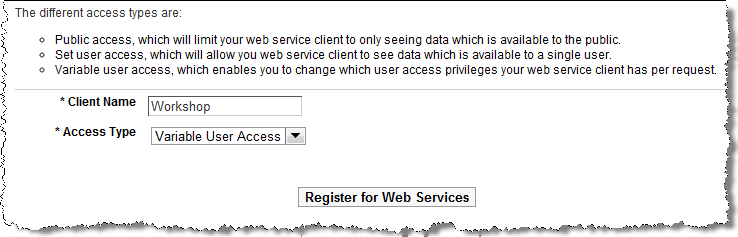 The different access types are:
Public access, which will limit your web service client to only seeing data which is available to the public.
Set user access, which will allow you web service client to see data which is available to a single user.
Variable user access, which enables you to change which user access privileges your web service client has per request.
* Client Name Workshop
* Access Type Variable User Access
Register for Web Services